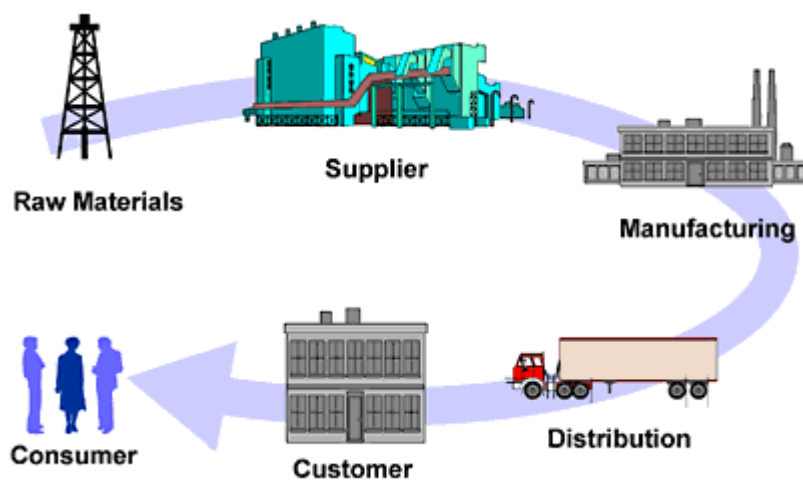 Raw Materials
Supplier
Manufacturing
Distribution
Customer
Consumer